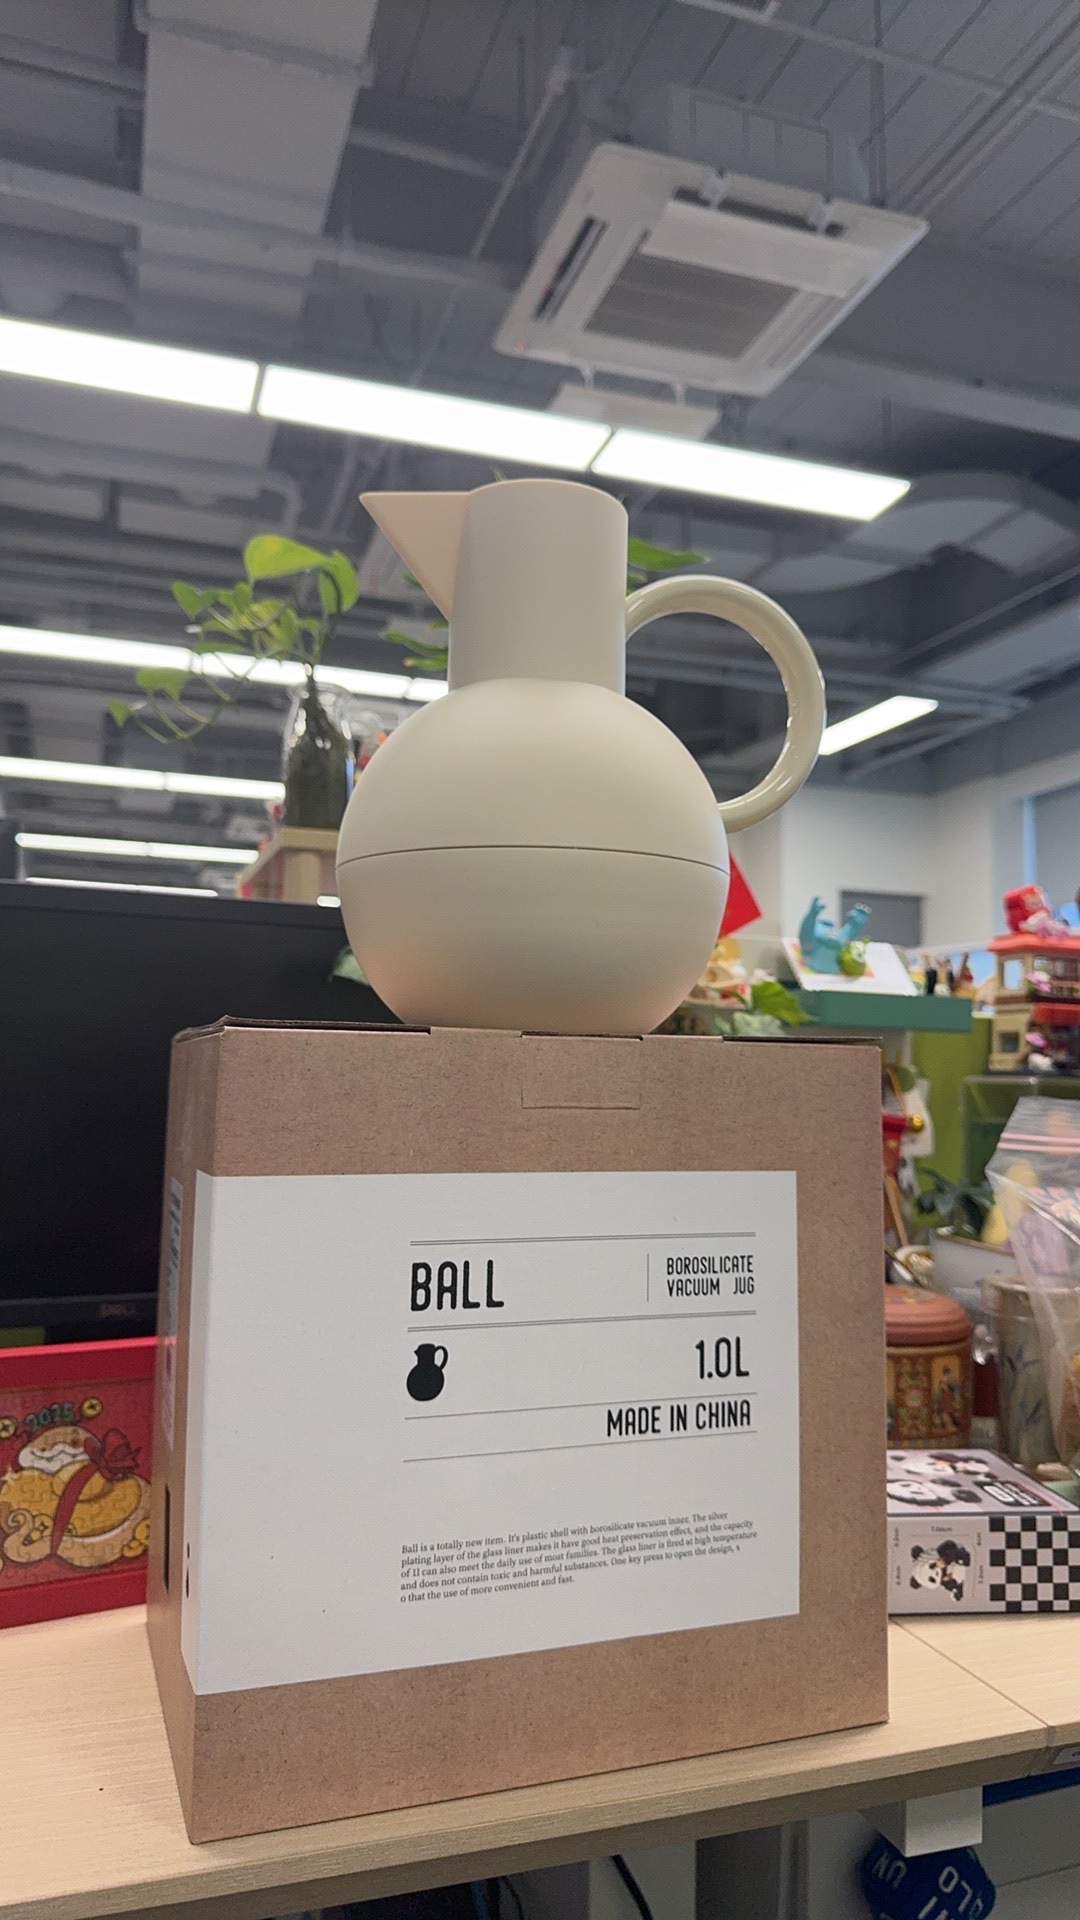 BALL
BOROSILICATE
VACUUM JUG
1.0L
MADE IN CHINA
Ball is a totally new item. It's plastic shell with borosilicate vacuum inner. The silver
plating layer of the glass liner makes it have good heat preservation effect, and the capacity
of 1l can also meet the daily use of most families. The glass liner is fired at high temperature
and does not contain toxic and harmful substances. One key press to open the design, s
o that the use of more convenient and fast.
2025
DELL